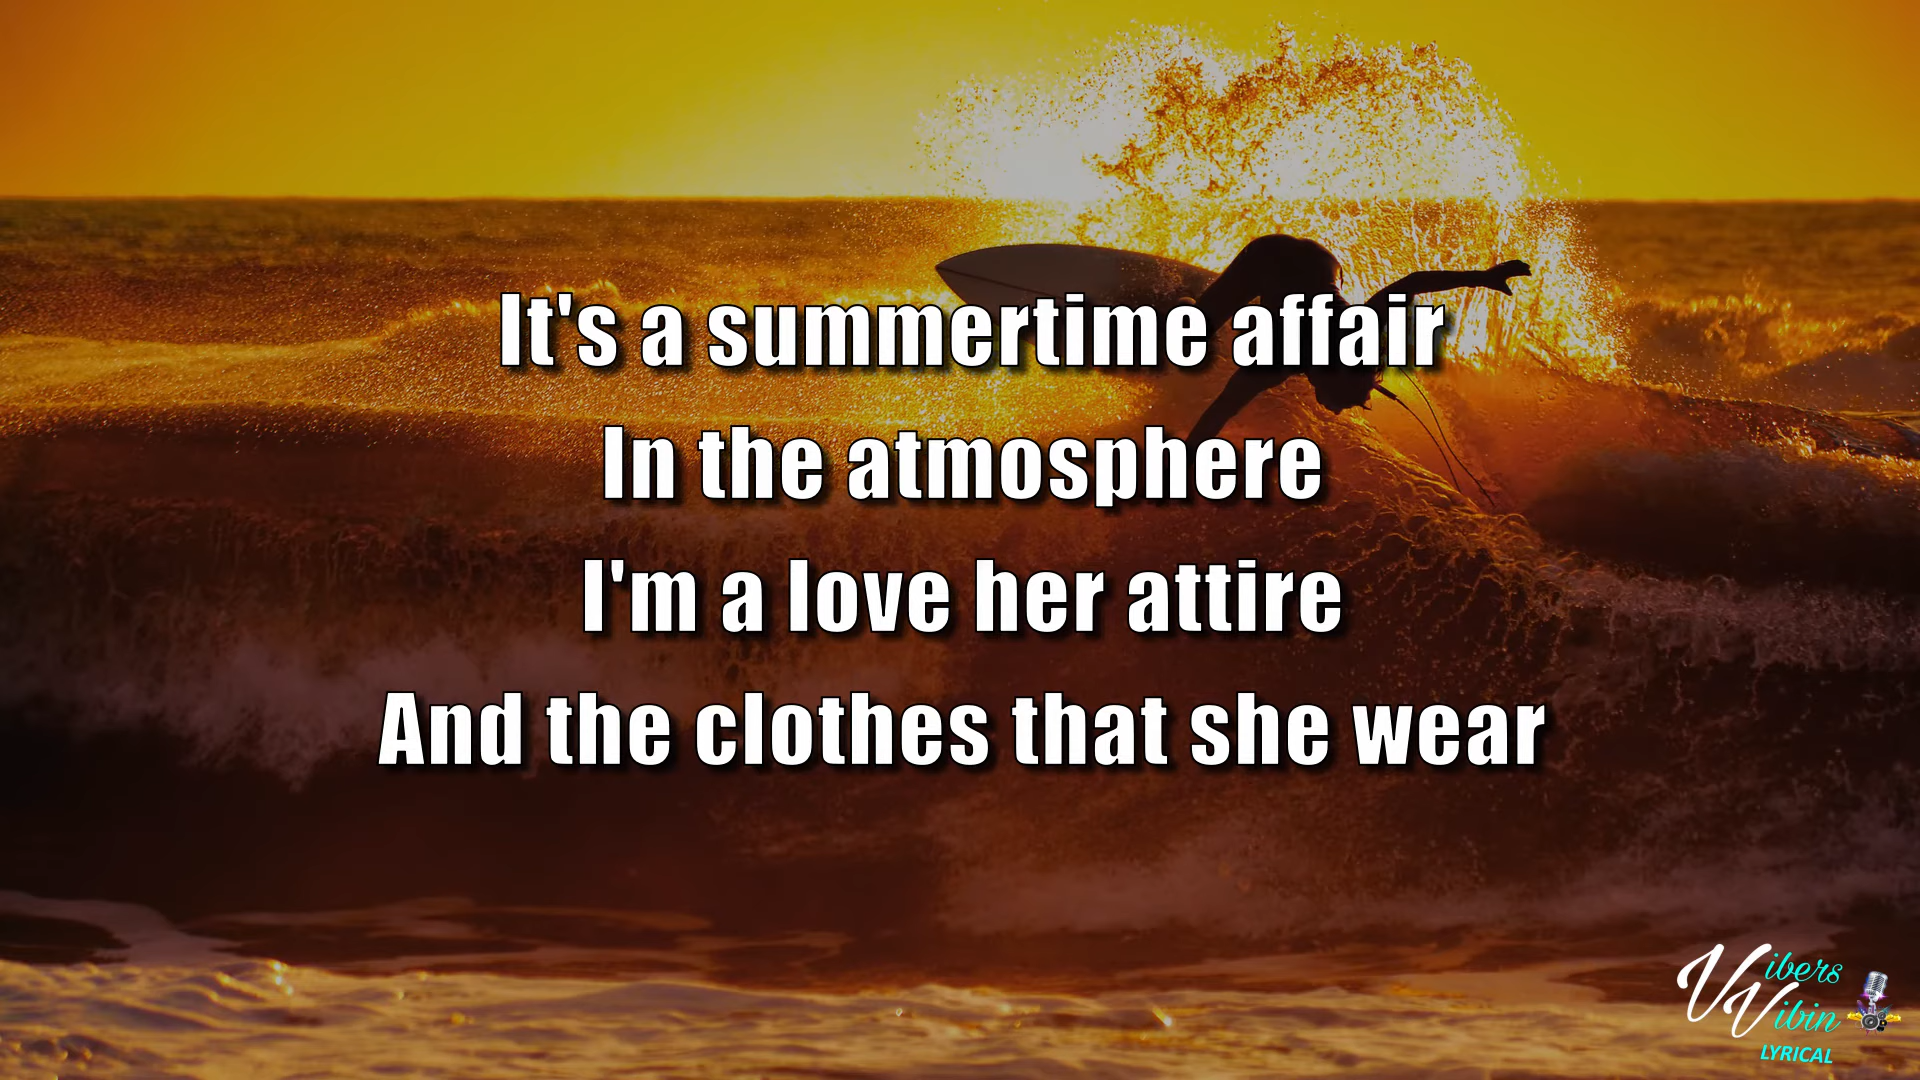 It's a summertime affair
In the atmosphere
I'm a love her attire
And the clothes that she wear
Vibers
Vibin
LYRICAL